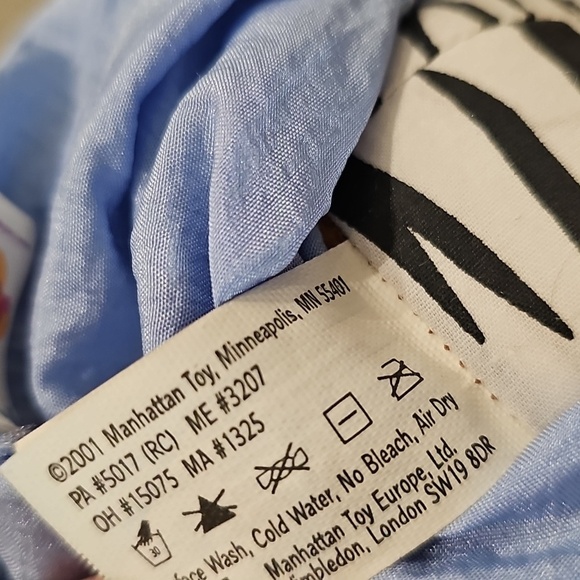 ©2001 Manhattan Toy, Minneapolis, MN 55401
PA #5017 (RC) ME #3207
OH #15075 MA #1325
30
Wash, Cold Water, No Bleach, Air Dry
Manhattan Toy Europe, Ltd.
London SW19 8DR